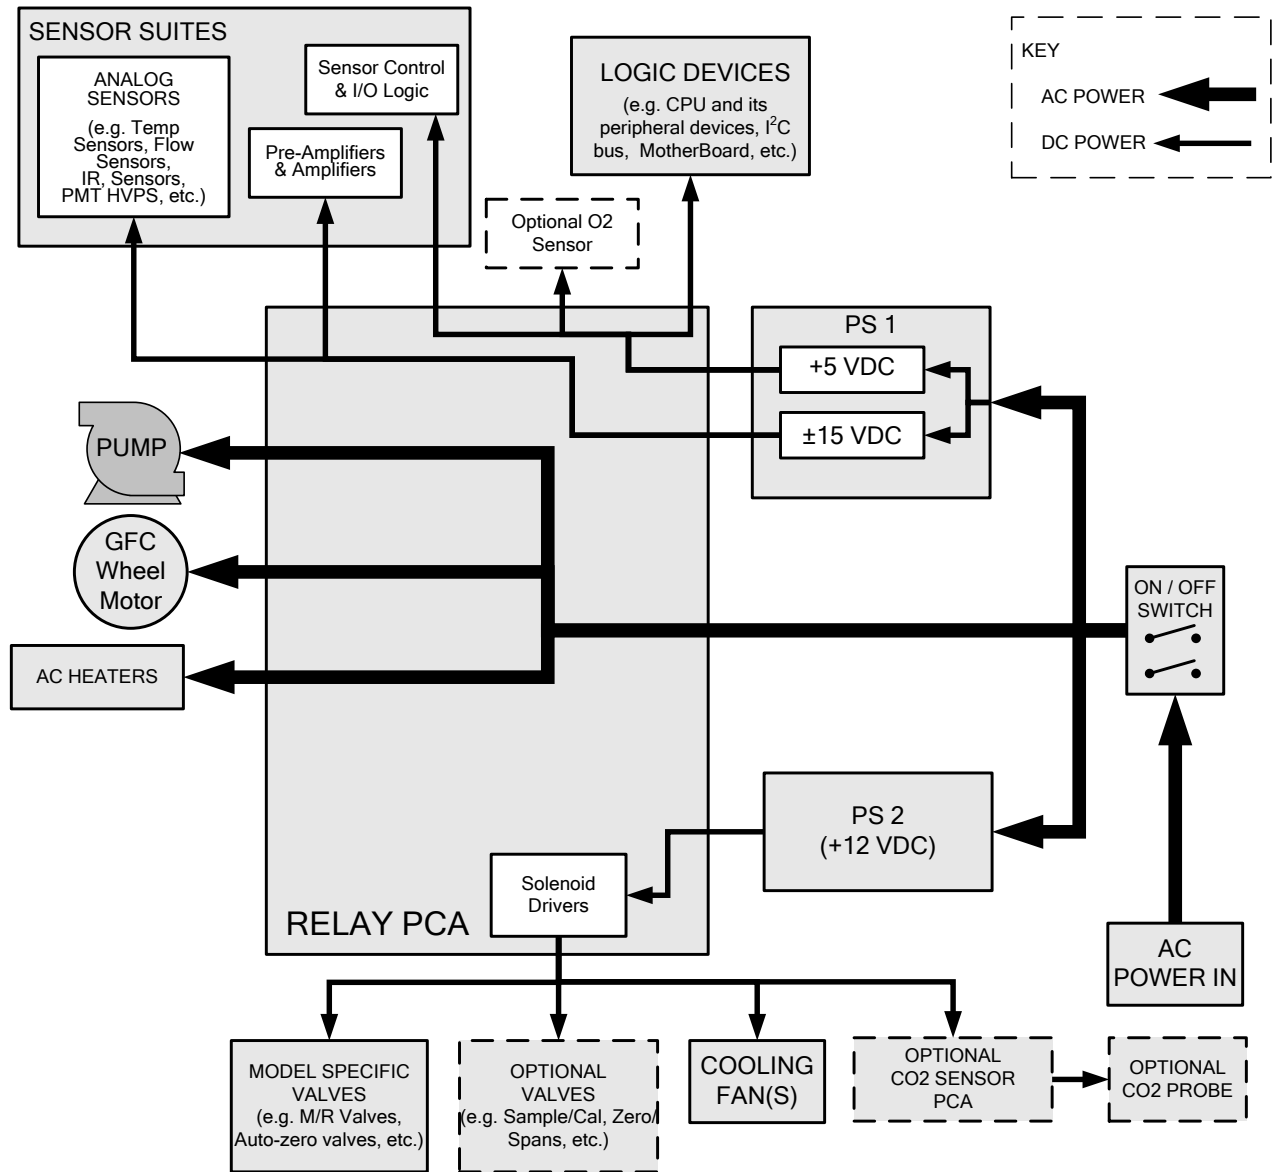 SENSOR SUITES
ANALOG
SENSORS
(e.g. Temp
Sensors, Flow
Sensors,
IR, Sensors,
PMT HVPS, etc.)
Sensor Control
& I/O Logic
Pre-Amplifiers
& Amplifiers
LOGIC DEVICES
(e.g. CPU and its
peripheral devices, I²C
bus, MotherBoard, etc.)
Optional O2
Sensor
KEY
AC POWER
DC POWER
PS 1
+5 VDC
±15 VDC
PUMP
GFC
Wheel
Motor
AC HEATERS
ON / OFF
SWITCH
PS 2
(+12 VDC)
Solenoid
Drivers
RELAY PCA
AC
POWER IN
MODEL SPECIFIC
VALVES
(e.g. M/R Valves,
Auto-zero valves, etc.)
OPTIONAL
VALVES
(e.g. Sample/Cal, Zero/
Spans, etc.)
COOLING
FAN(S)
OPTIONAL
CO2 SENSOR
PCA
OPTIONAL
CO2 PROBE